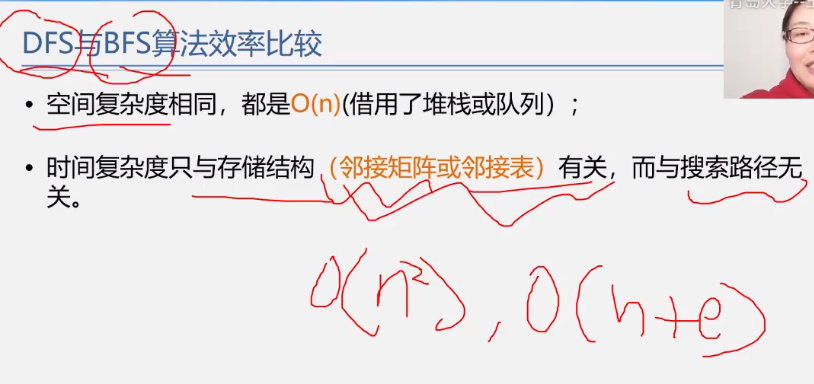 DFS与BFS算法效率比较
• 空间复杂度相同，都是O(n)(借用了堆栈或队列）；
• 时间复杂度只与存储结构（邻接矩阵或邻接表）有关，而与搜索路径无
关。
O(n²), O(n+e)